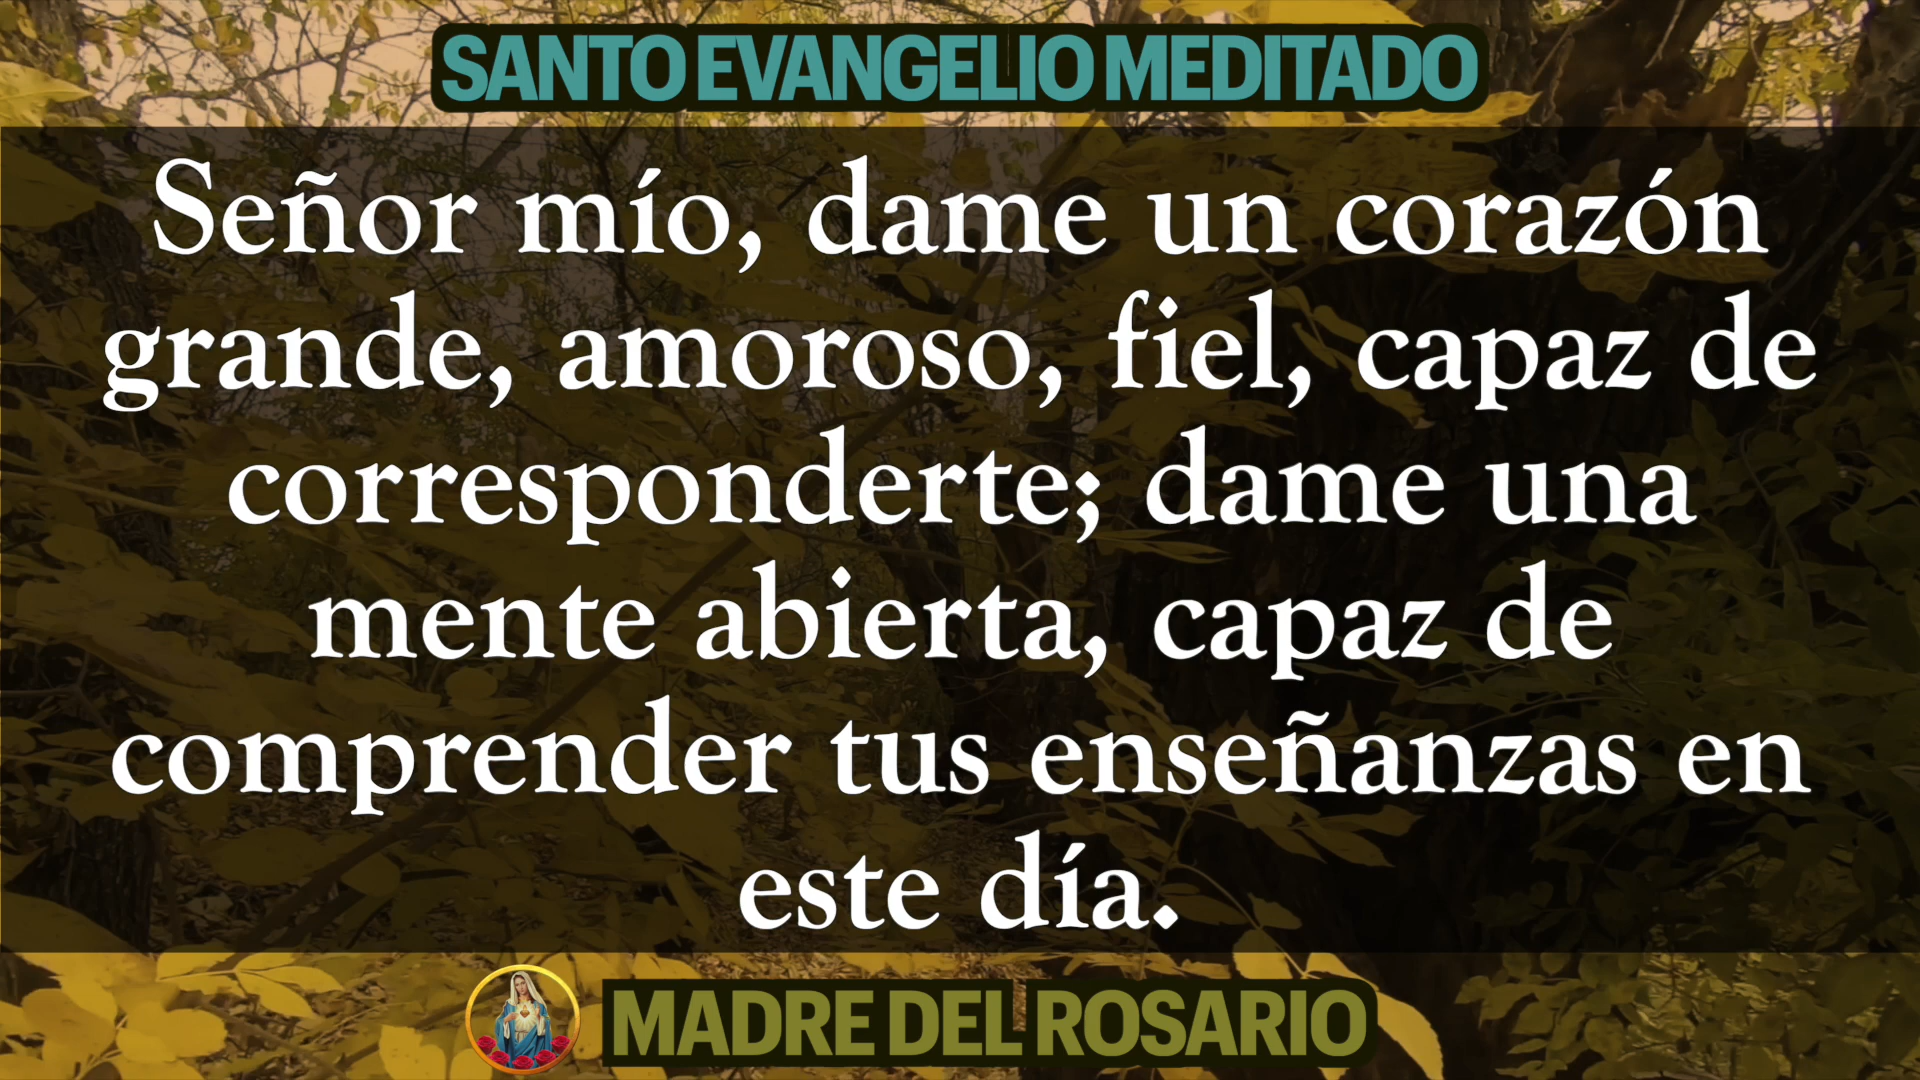 SANTO EVANGELIO MEDITADO
Señor mío, dame un corazón
grande, amoroso, fiel, capaz de
corresponderte; dame una
mente abierta, capaz de
comprender tus enseñanzas en
este día.
MADRE DEL ROSARIO